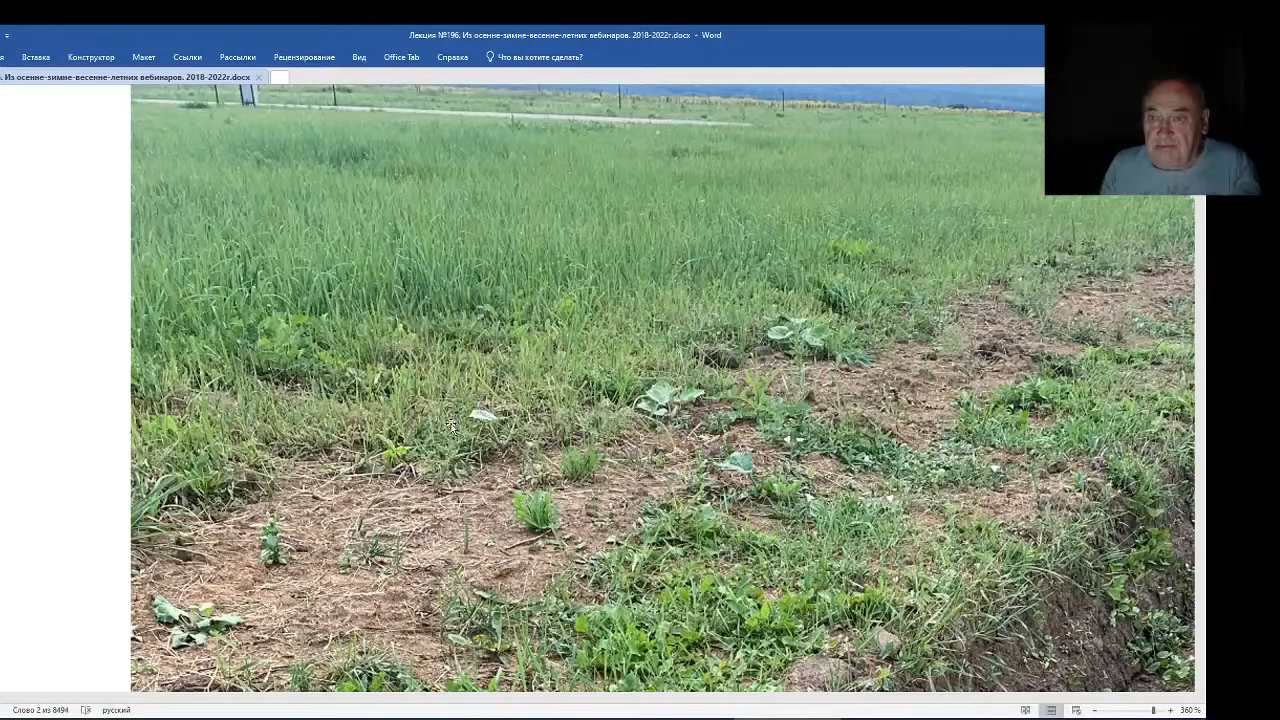 Лекция №196. Из осенне-зимне-весенне-летних вебинаров. 2018-2022г.docx - Word
Вставка Конструктор Макет Ссылки Рассылки Рецензирование Вид Office Tab Справка Что вы хотите сделать?
. Из осенне-зимне-весенне-летних вебинаров. 2018-2022г.docx
Слово 2 из 8494 русский 360 %